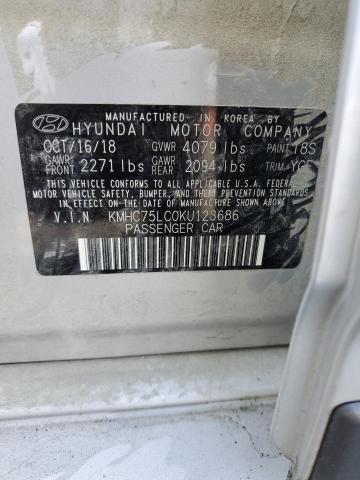 MANUFACTURED IN KOREA BY
HYUNDAI MOTOR COMPANY
OCT/16/18 GVWR 4079 lbs PAINT T8S
GAWR FRONT 2271 lbs GAWR REAR 2094 lbs TRIM YCF
THIS VEHICLE CONFORMS TO ALL APPLICABLE U.S. FEDERAL
MOTOR VEHICLE SAFETY, BUMPER, AND THEFT PREVENTION
STANDARDS IN EFFECT ON THE DATE OF MANUFACTURE SHOWN ABOVE.
V.I.N KMHC75LC0KU123686
PASSENGER CAR